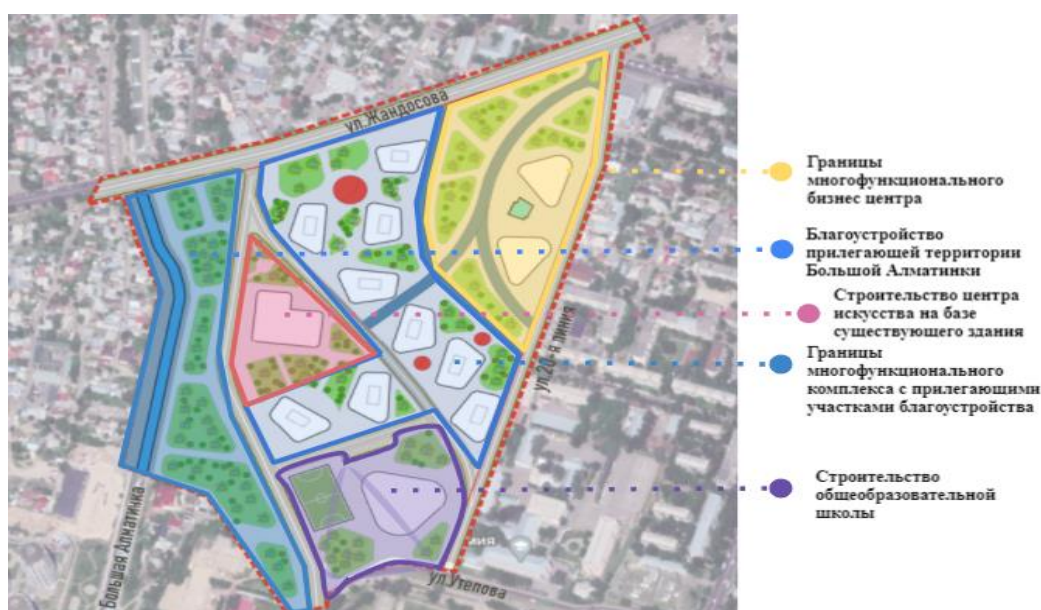 ул.Жандосова
Границы
многофункционального
бизнес центра
Благоустройство
прилегающей территории
Большой Алматинки
Строительство центра
искусства на базе
существующего здания
Границы
многофункционального
комплекса с прилегающими
участками благоустройства
ул.20-я линия
Строительство
общеобразовательной
школы
Большая Алматинка
ул.Утепова